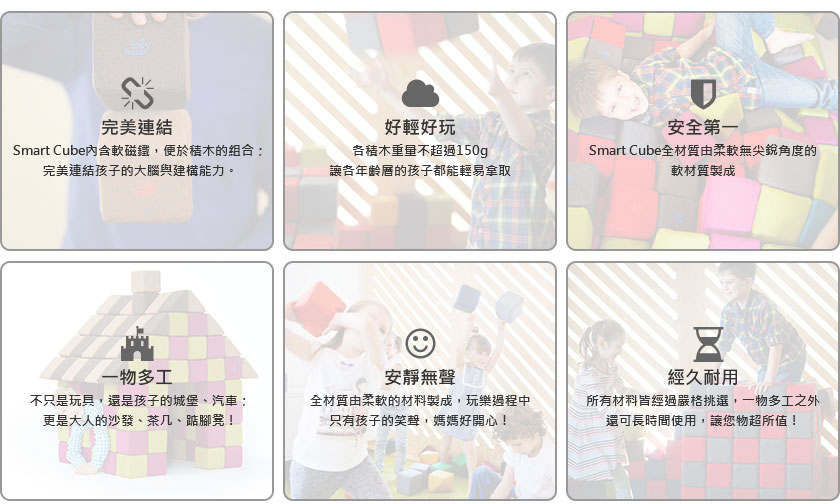 完美連結
Smart Cube內含軟磁鐵，便於積木的組合：
完美連結孩子的大腦與建構能力。
好輕好玩
各積木重量不超過150g
讓各年齡層的孩子都能輕易拿取
安全第一
Smart Cube全材質由柔軟無尖銳角度的
軟材質製成
一物多工
不只是玩具，還是孩子的城堡、汽車：
更是大人的沙發、茶几、踮腳凳！
安靜無聲
全材質由柔軟的材料製成，玩樂過程中
只有孩子的笑聲，媽媽好開心！
經久耐用
所有材料皆經過嚴格挑選，一物多工之外
還可長時間使用，讓您物超所值！